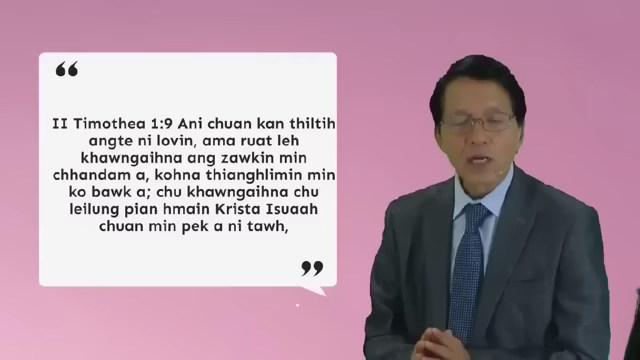 “
II Timothea 1:9 Ani chuan kan thiltih
angte ni lovin, ama ruat leh
khawngaihna ang zawkin min
chhandam a, kohna thianghlimin min
ko bawk a; chu khawngaihna chu
leilung pian hmain Krista Isuaah
chuan min pek a ni tawh,
”